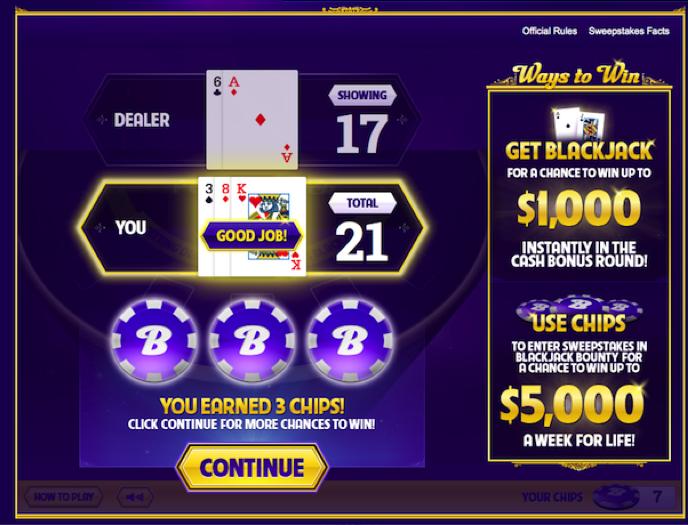 Official Rules Sweepstakes Facts
Ways to Win
6 A
DEALER
SHOWING
17
A
GET BLACKJACK
FOR A CHANCE TO WIN UP TO
$1,000
INSTANTLY IN THE
CASH BONUS ROUND!
3 8 K
YOU
TOTAL
21
GOOD JOB!
K
B B B
USE CHIPS
TO ENTER SWEEPSTAKES IN
BLACKJACK BOUNTY FOR
A CHANCE TO WIN UP TO
$5,000
A WEEK FOR LIFE!
YOU EARNED 3 CHIPS!
CLICK CONTINUE FOR MORE CHANCES TO WIN!
CONTINUE
HOW TO PLAY
YOUR CHIPS 7